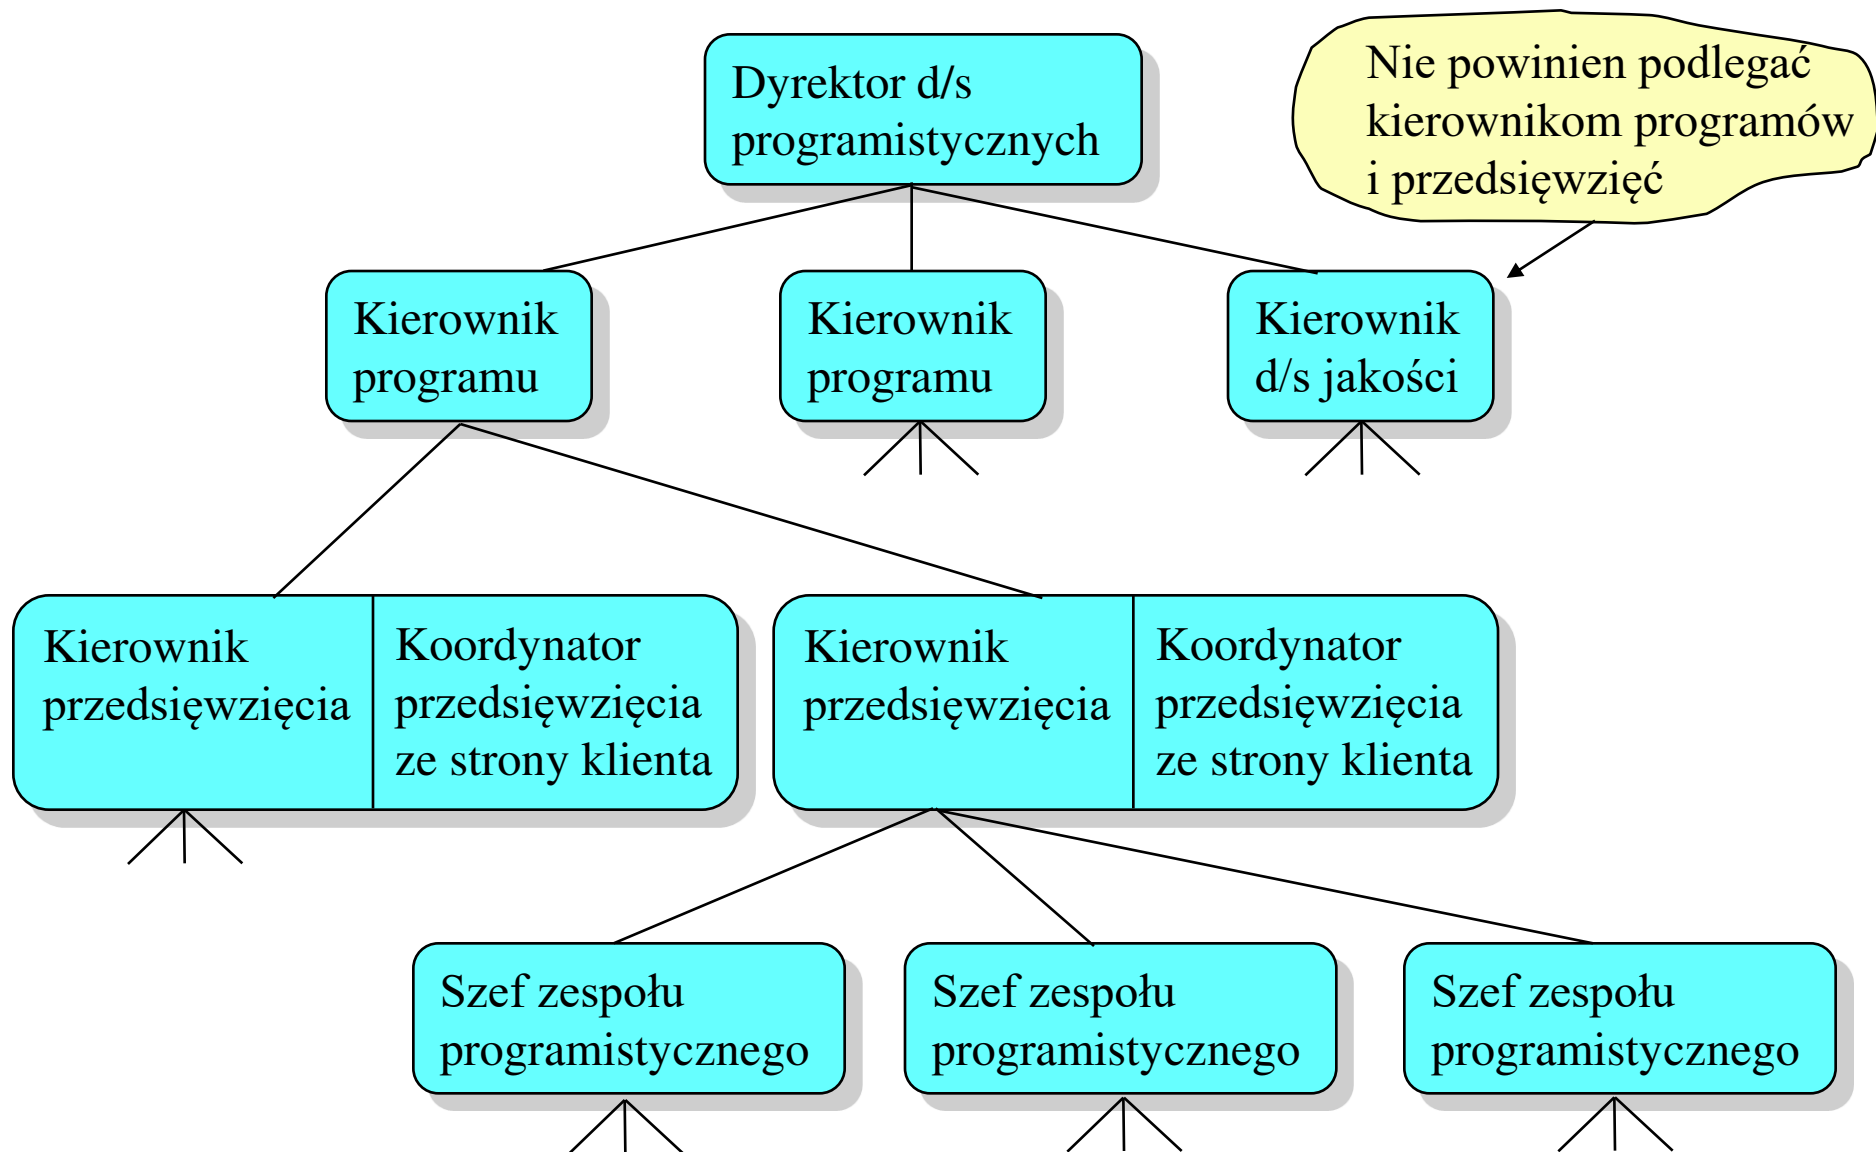 Dyrektor d/s
programistycznych
Nie powinien podlegać
kierownikom programów
i przedsięwzięć
Kierownik
programu
Kierownik
programu
Kierownik
d/s jakości
Kierownik
przedsięwzięcia
Koordynator
przedsięwzięcia
ze strony klienta
Kierownik
przedsięwzięcia
Koordynator
przedsięwzięcia
ze strony klienta
Szef zespołu
programistycznego
Szef zespołu
programistycznego
Szef zespołu
programistycznego